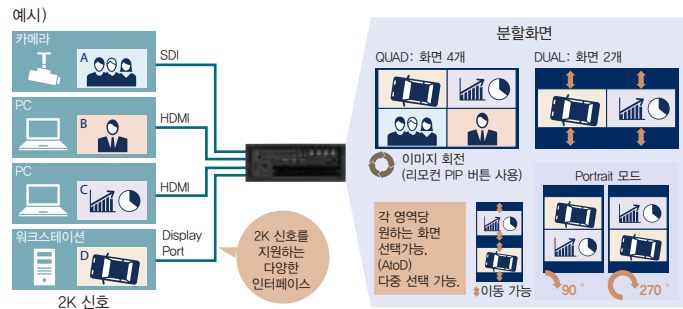 예시)
카메라
A
SDI
PC
B
HDMI
PC
C
HDMI
워크스테이션
D
Display
Port
2K 신호
2K 신호를
지원하는
다양한
인터페이스
분할화면
QUAD: 화면 4개
DUAL: 화면 2개
이미지 회전
(리모컨 PIP 버튼 사용)
각 영역당
원하는 화면
선택가능,
(AtoD)
다중 선택 가능.
이동 가능
Portrait 모드
90 °
270 °